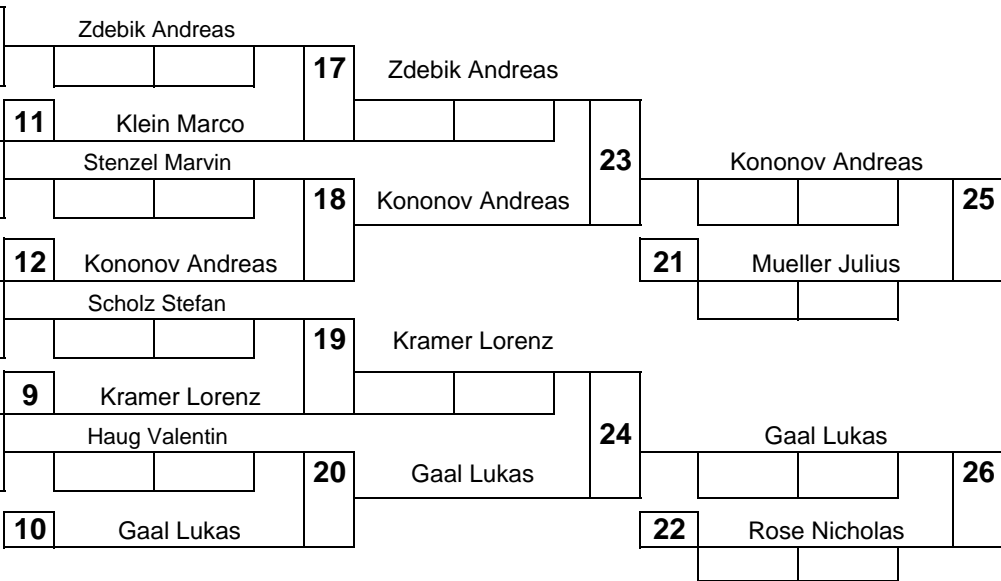 Zdebik Andreas
17 Zdebik Andreas
11 Klein Marco
Stenzel Marvin 23 Kononov Andreas
18 Kononov Andreas 25
12 Kononov Andreas 21 Mueller Julius
Scholz Stefan
19 Kramer Lorenz
9 Kramer Lorenz
Haug Valentin 24 Gaal Lukas
20 Gaal Lukas 26
10 Gaal Lukas 22 Rose Nicholas